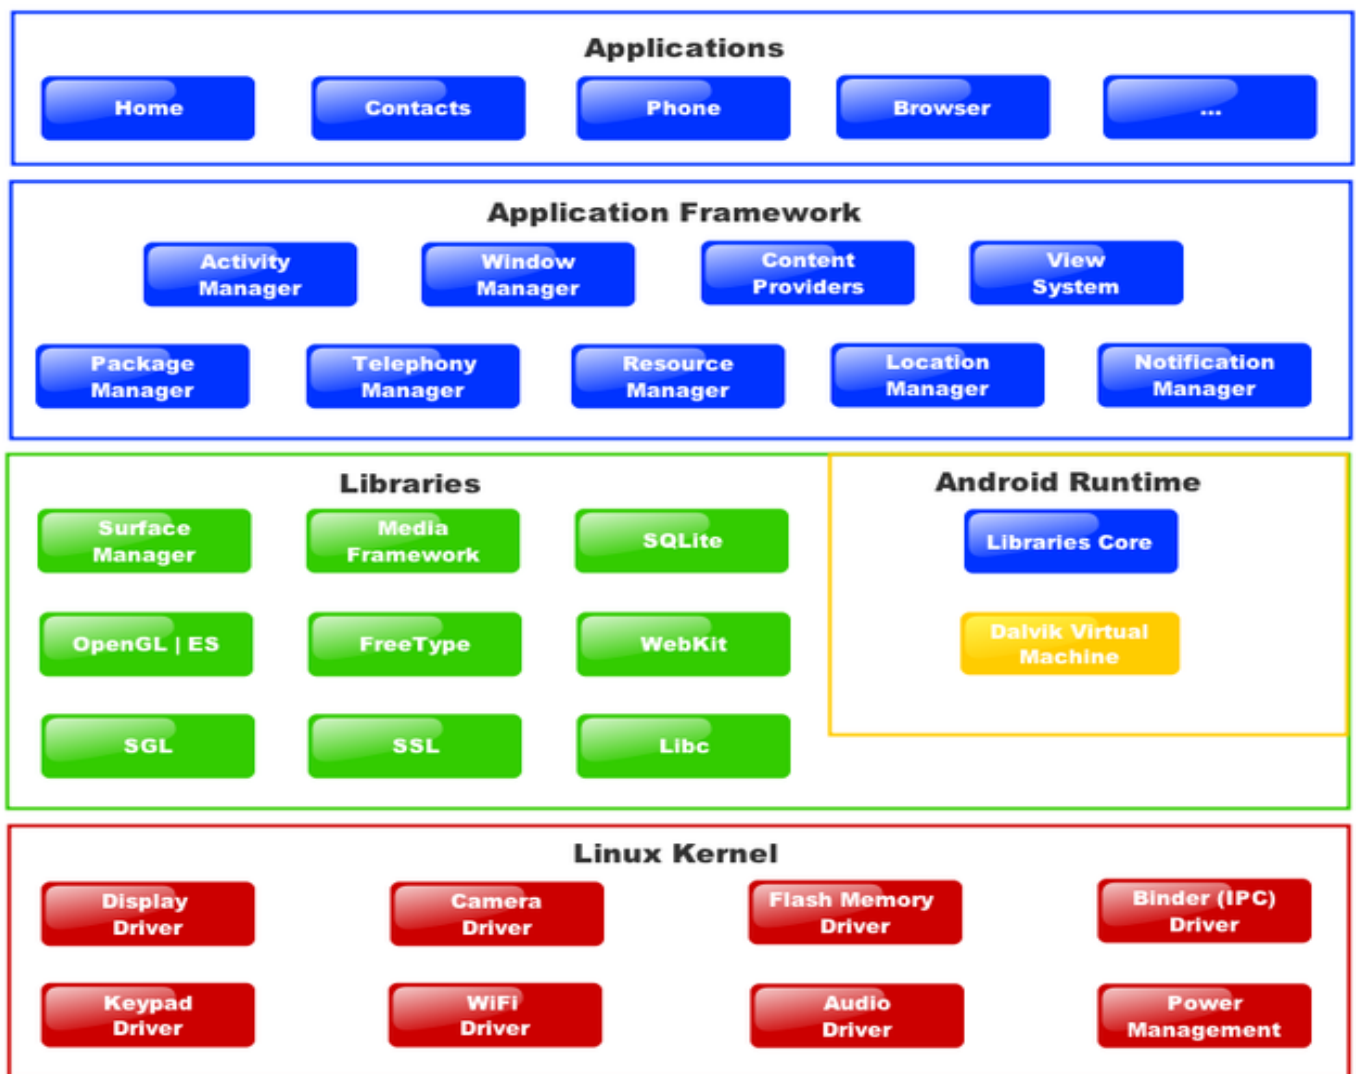 Applications
Home
Contacts
Phone
Browser
...
Application Framework
Activity
Manager
Window
Manager
Content
Providers
View
System
Package
Manager
Telephony
Manager
Resource
Manager
Location
Manager
Notification
Manager
Libraries
Surface
Manager
Media
Framework
SQLite
OpenGL | ES
FreeType
WebKit
SGL
SSL
Libc
Android Runtime
Libraries Core
Dalvik Virtual
Machine
Linux Kernel
Display
Driver
Camera
Driver
Flash Memory
Driver
Binder (IPC)
Driver
Keypad
Driver
WiFi
Driver
Audio
Driver
Power
Management